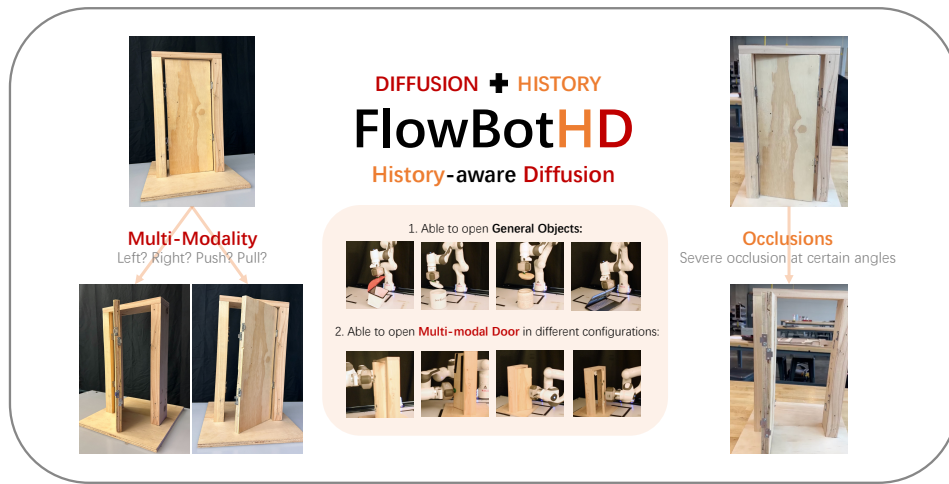 DIFFUSION + HISTORY
FlowBotHD
History-aware Diffusion
Multi-Modality
Left? Right? Push? Pull?
1. Able to open General Objects:
2. Able to open Multi-modal Door in different configurations:
Occlusions
Severe occlusion at certain angles